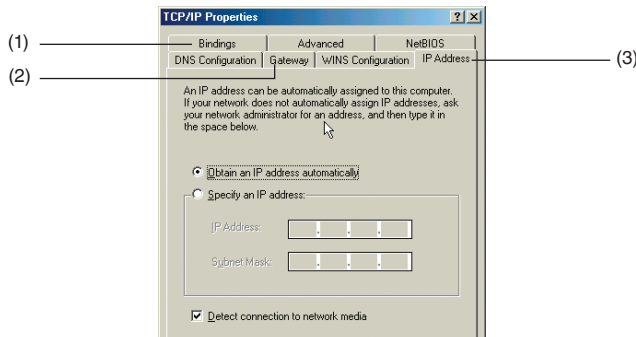 TCP/IP Properties
(1)
Bindings Advanced NetBIOS
DNS Configuration Gateway WINS Configuration IP Address
(3)
(2)
An IP address can be automatically assigned to this computer.
If your network does not automatically assign IP addresses, ask
your network administrator for an address, and then type it in
the space below.
Obtain an IP address automatically
Specify an IP address:
IP Address:
Subnet Mask:
Detect connection to network media